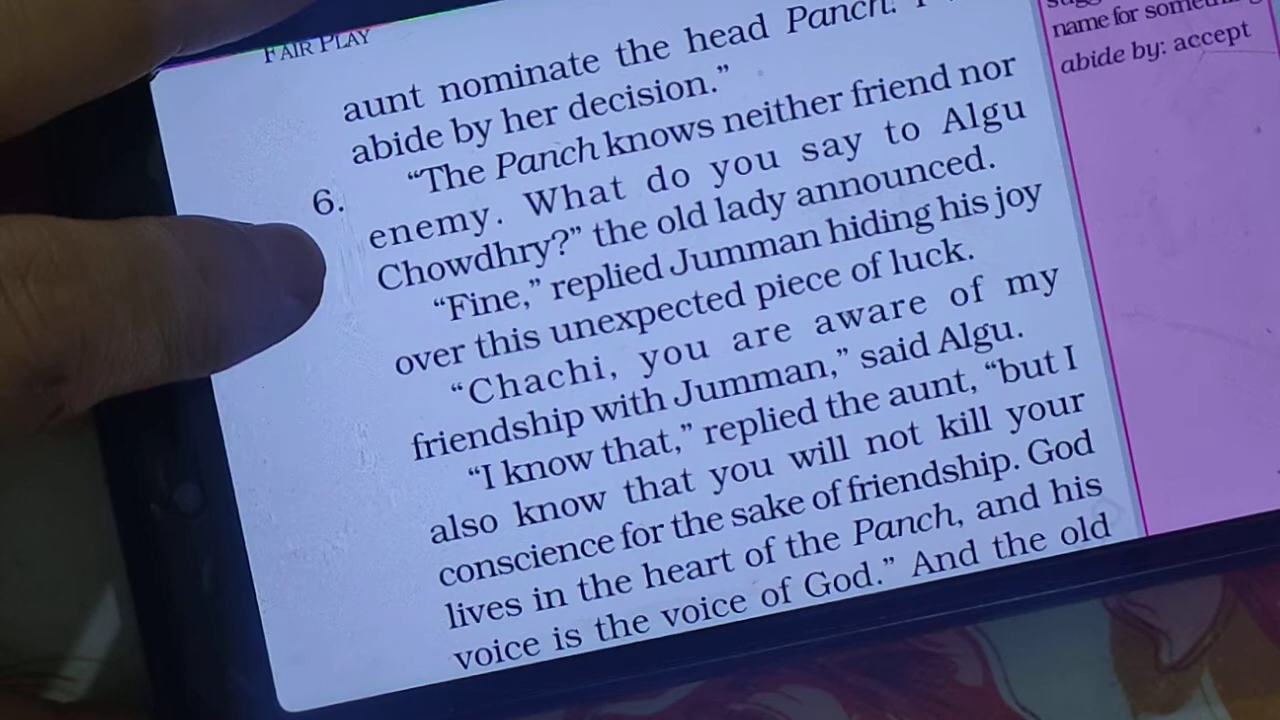 FAIR PLAY
aunt nominate the head Panch.
abide by her decision.”
6. “The Panch knows neither friend nor
enemy. What do you say to Algu
Chowdhry?” the old lady announced.
“Fine,” replied Jumman hiding his joy
over this unexpected piece of luck.
“Chachi, you are aware of my
friendship with Jumman,” said Algu.
“I know that,” replied the aunt, “but I
also know that you will not kill your
conscience for the sake of friendship. God
lives in the heart of the Panch, and his
voice is the voice of God.” And the old
name for something
abide by: accept